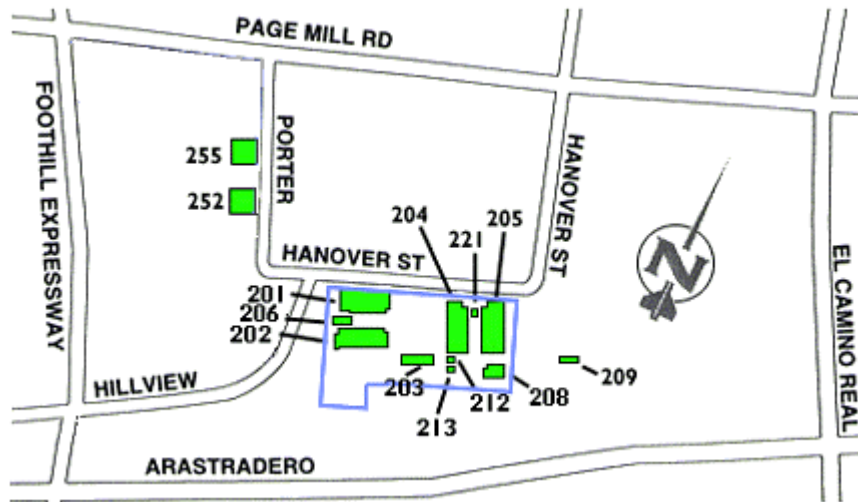 PAGE MILL RD
FOOTHILL EXPRESSWAY
PORTER
HANOVER ST
255
252
204
205
221
HANOVER ST
N
EL CAMINO REAL
201
206
202
203
212
208
209
213
HILLVIEW
ARASTRADERO